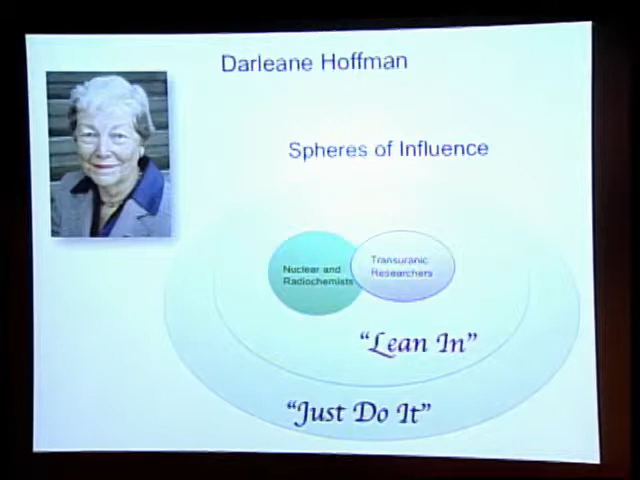 Darleane Hoffman
Spheres of Influence
Nuclear and
Radiochemists
Transuranic
Researchers
"Lean In"
"Just Do It"